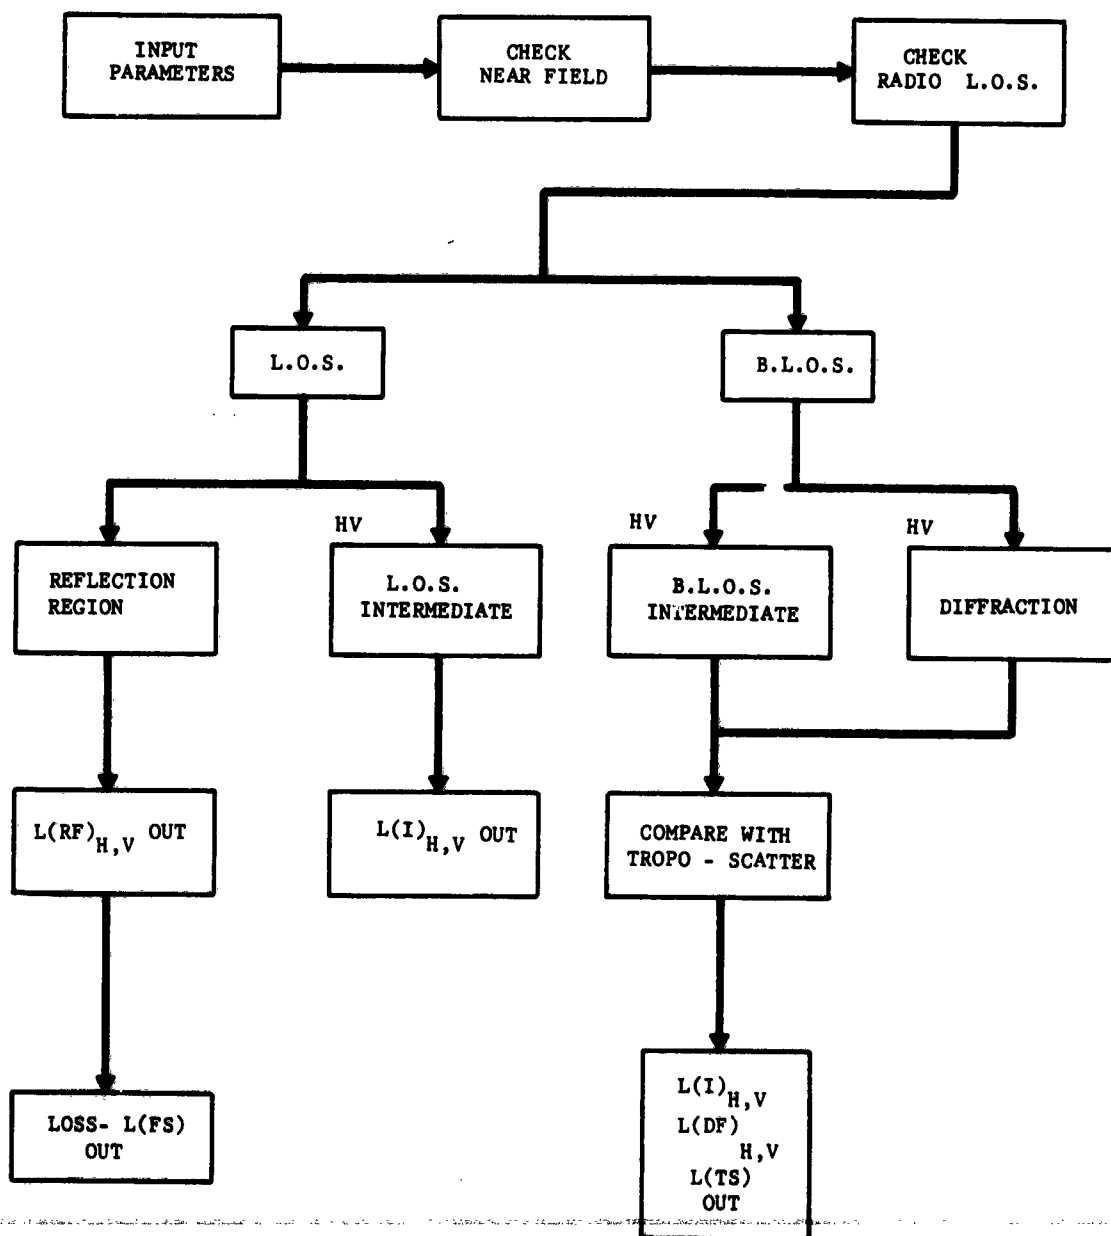 INPUT
PARAMETERS
CHECK
NEAR FIELD
CHECK
RADIO L.O.S.
L.O.S.
B.L.O.S.
HV
HV
HV
REFLECTION
REGION
L.O.S.
INTERMEDIATE
B.L.O.S.
INTERMEDIATE
DIFFRACTION
L(RF)H,V OUT
L(I)H,V OUT
COMPARE WITH
TROPO - SCATTER
LOSS- L(FS)
OUT
L(I)H,V
L(DF)
H,V
L(TS)
OUT